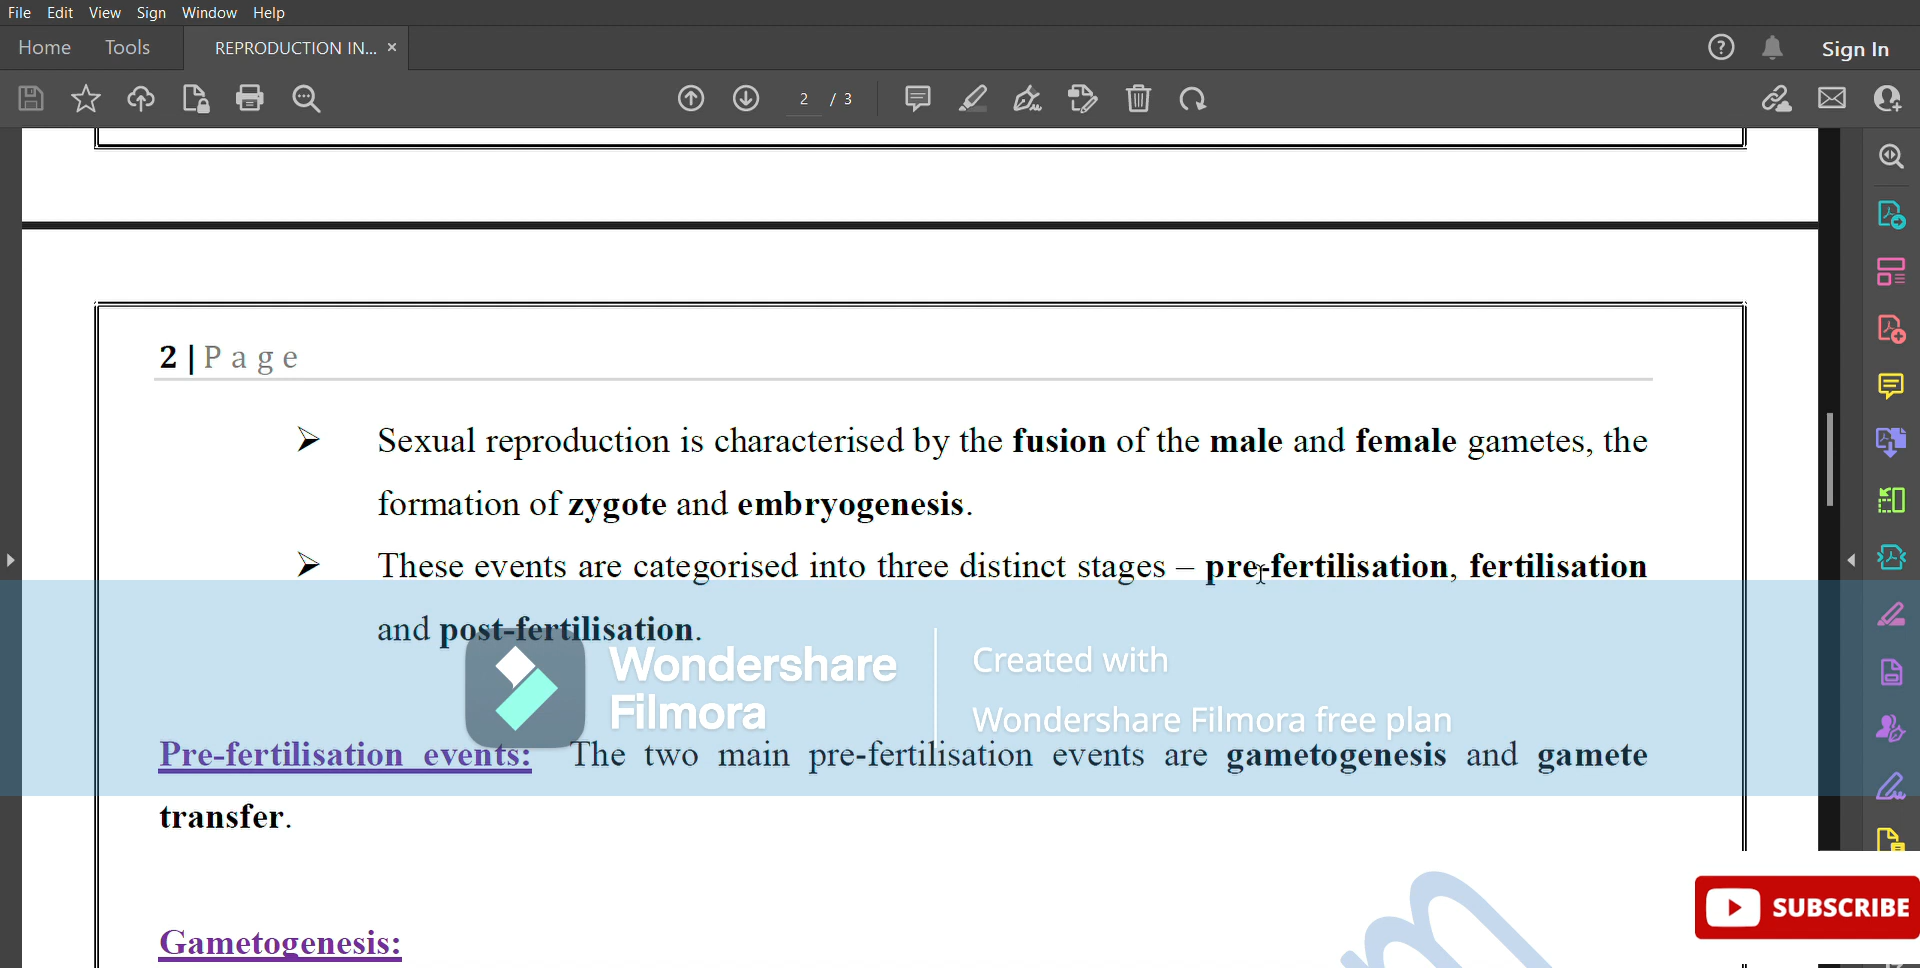 File Edit View Sign Window Help
Home Tools REPRODUCTION IN... × Sign In
2 / 3
2 | P a g e
➢ Sexual reproduction is characterised by the fusion of the male and female gametes, the
formation of zygote and embryogenesis.
➢ These events are categorised into three distinct stages – pre-fertilisation, fertilisation
and post-fertilisation.
Wondershare
Filmora
Created with
Wondershare Filmora free plan
Pre-fertilisation events: The two main pre-fertilisation events are gametogenesis and gamete
transfer.
SUBSCRIBE
Gametogenesis: